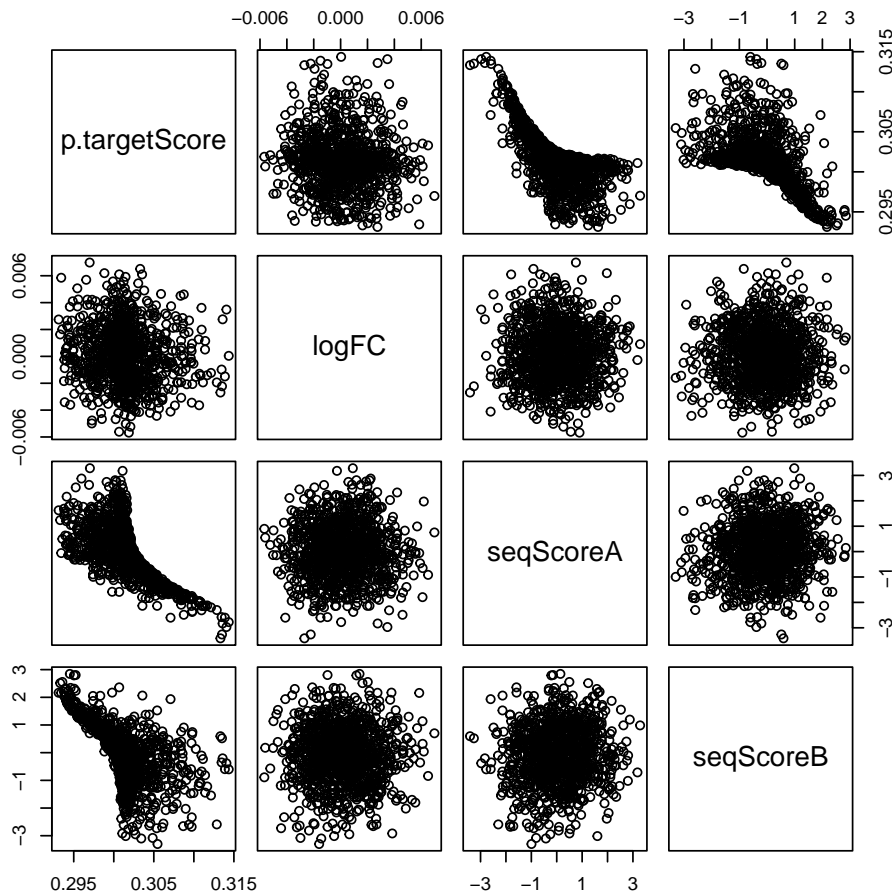 −0.006 0.000 0.006 −3 −1 1 2 3
p.targetScore
0.295 0.305 0.315
−0.006 0.000 0.006
logFC
seqScoreA
−3 −1 1 3
−3 −1 1 2 3
seqScoreB
0.295 0.305 0.315 −3 −1 1 3